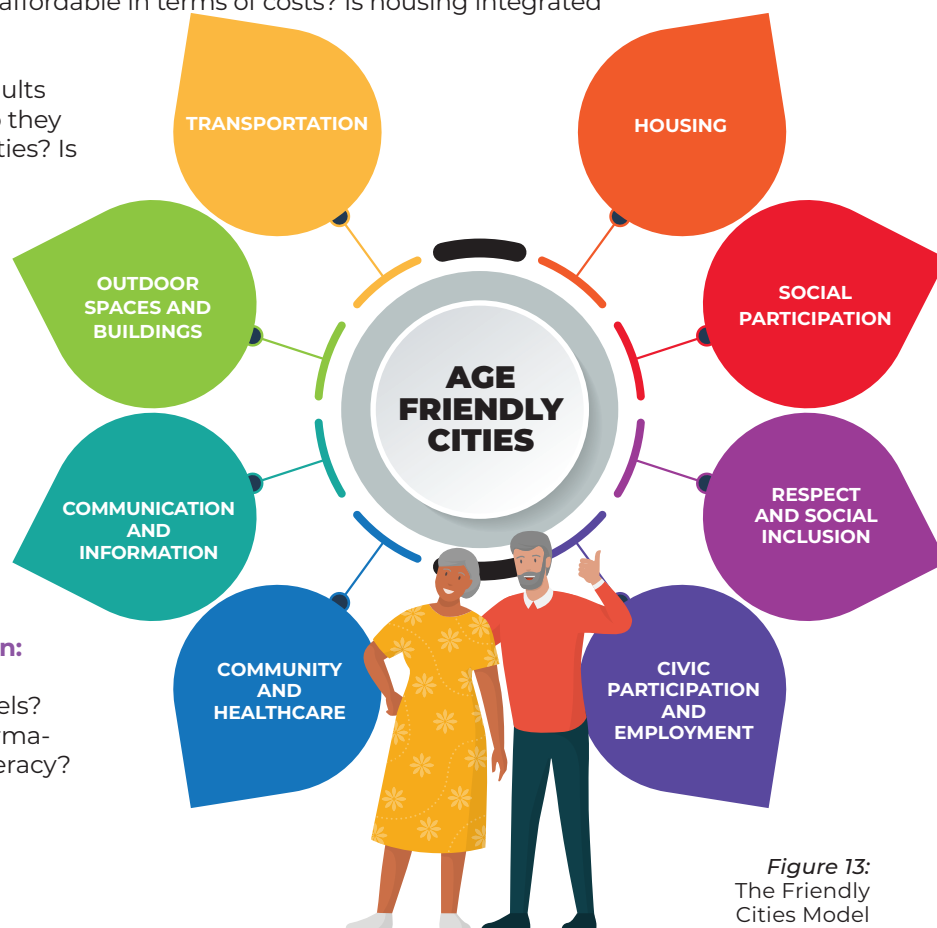 affordable in terms of costs? Is housing integrated
they
ties? Is
TRANSPORTATION
HOUSING
OUTDOOR
SPACES AND
BUILDINGS
SOCIAL
PARTICIPATION
AGE
FRIENDLY
CITIES
COMMUNICATION
AND
INFORMATION
RESPECT
AND SOCIAL
INCLUSION
n:
els?
rma-
eracy?
COMMUNITY
AND
HEALTHCARE
CIVIC
PARTICIPATION
AND
EMPLOYMENT
Figure 13:
The Friendly
Cities Model